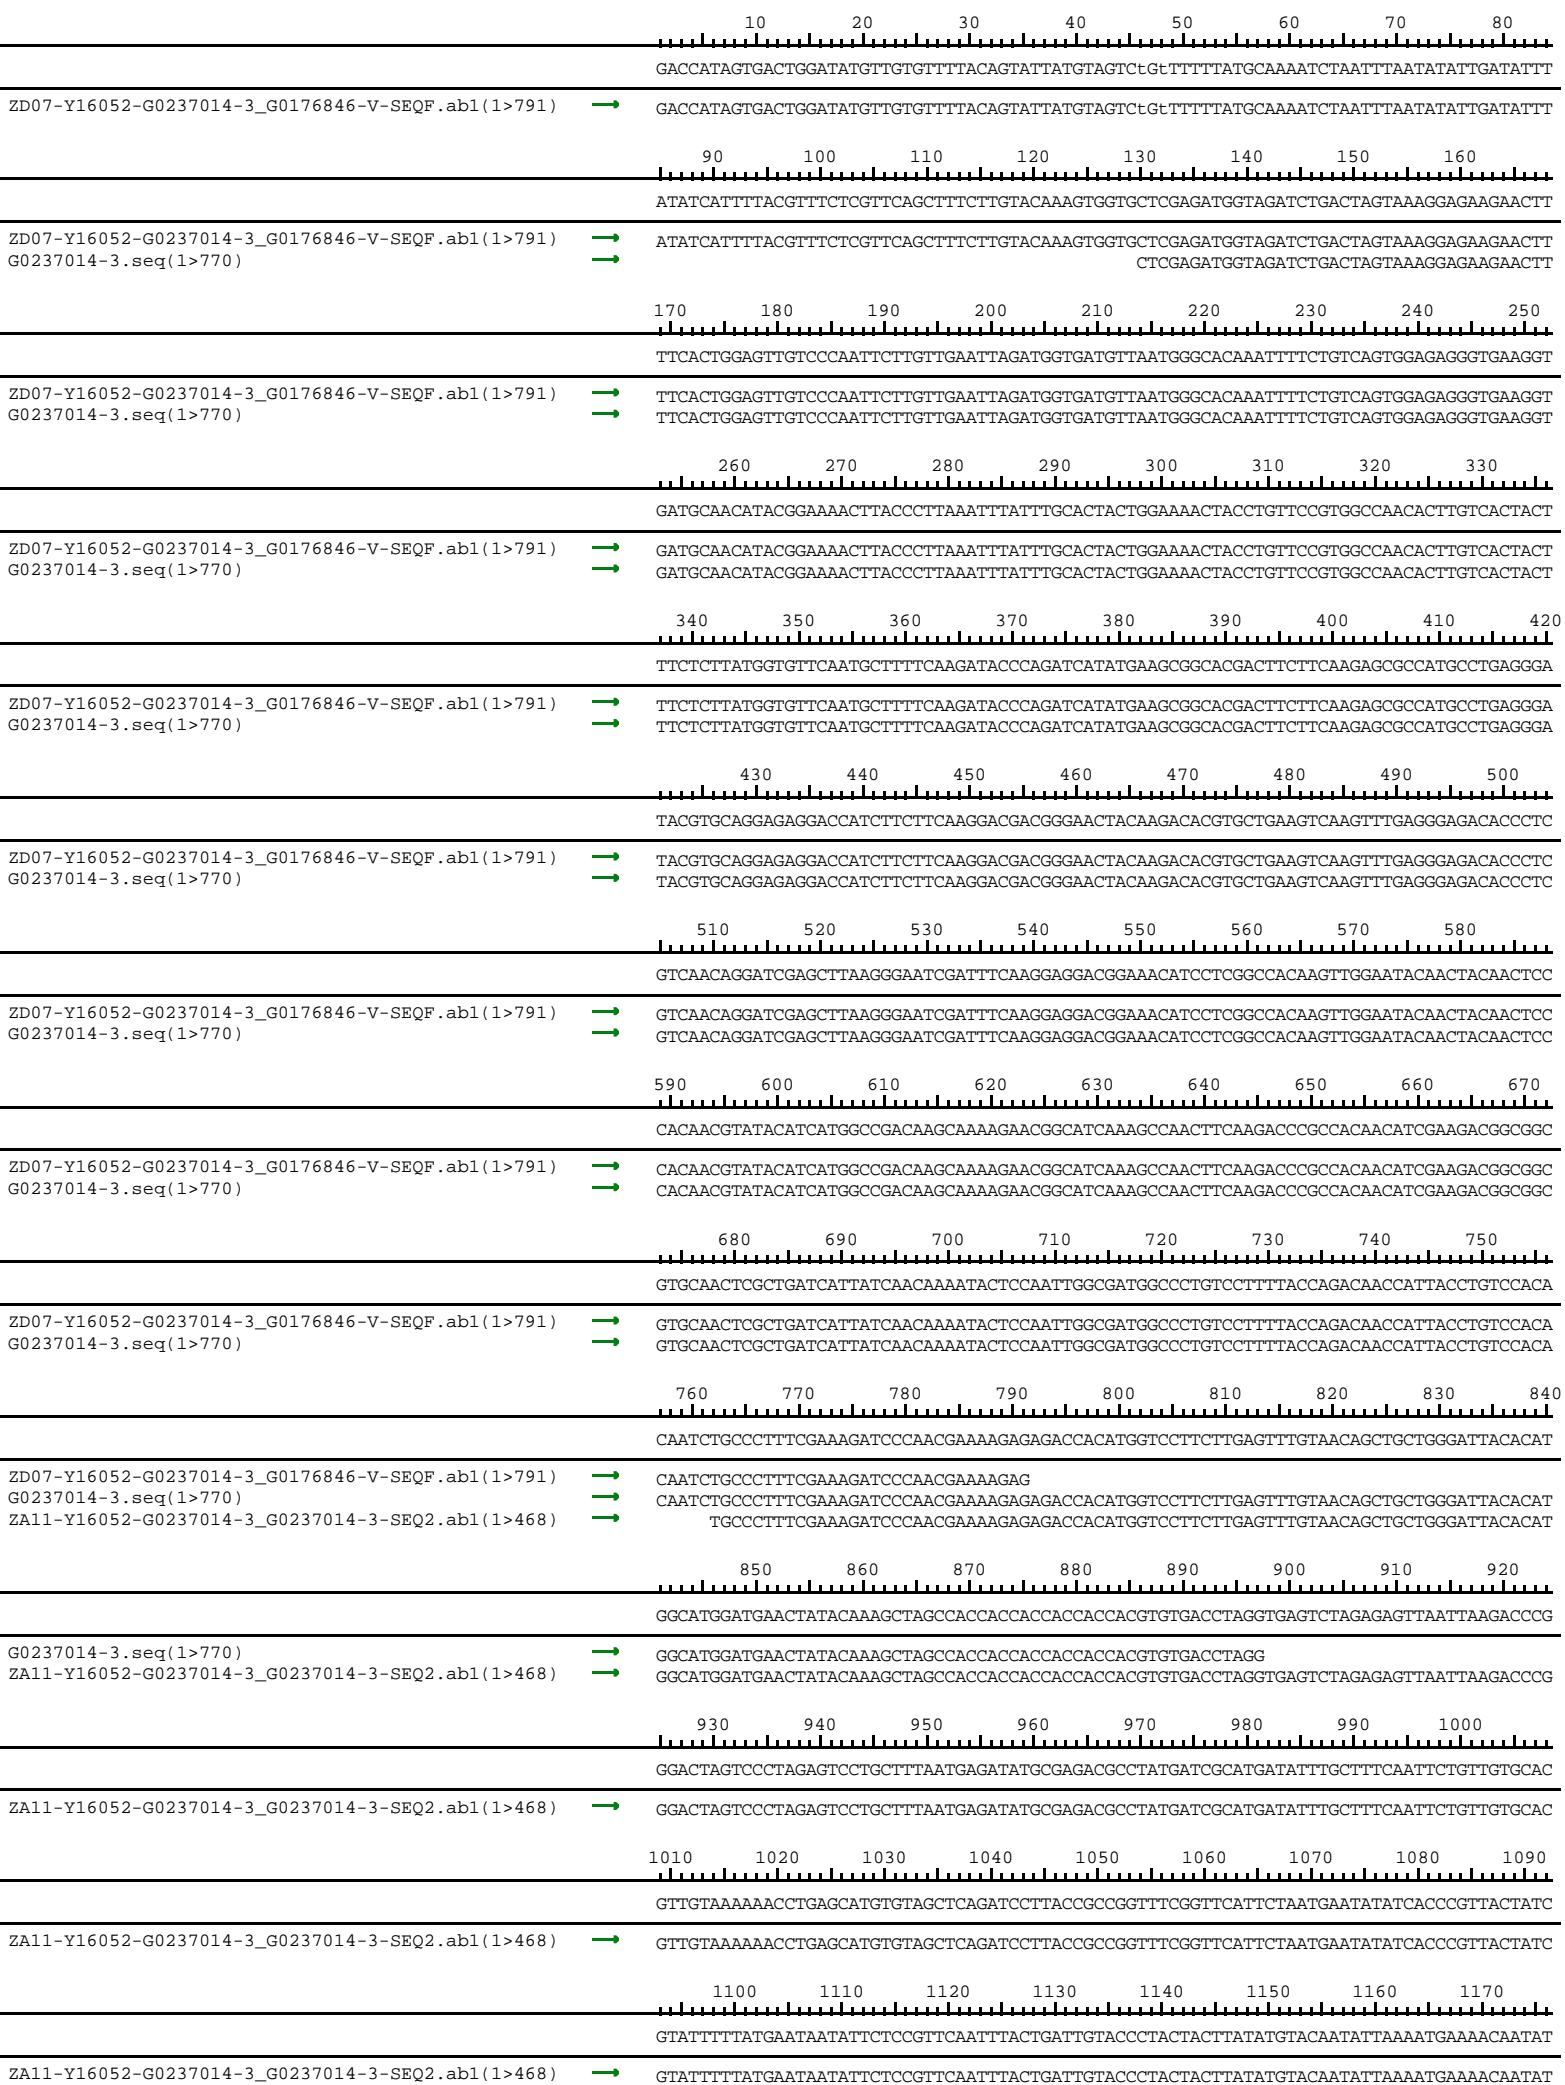 10 20 30 40 50 60 70 80
GACCATAGTGACTGGATATGTTGTGTTTTACAGTATTATGTAGTCtGtTTTTTATGCAAAATCTAATTTAATATATTGATATTT
ZD07-Y16052-G0237014-3_G0176846-V-SEQF.ab1(1>791) GACCATAGTGACTGGATATGTTGTGTTTTACAGTATTATGTAGTCtGtTTTTTATGCAAAATCTAATTTAATATATTGATATTT
90 100 110 120 130 140 150 160
ATATCATTTTACGTTTCTCGTTCAGCTTTCTTGTACAAAGTGGTGCTCGAGATGGTAGATCTGACTAGTAAAGGAGAAGAACTT
ZD07-Y16052-G0237014-3_G0176846-V-SEQF.ab1(1>791) ATATCATTTTACGTTTCTCGTTCAGCTTTCTTGTACAAAGTGGTGCTCGAGATGGTAGATCTGACTAGTAAAGGAGAAGAACTT
G0237014-3.seq(1>770) CTCGAGATGGTAGATCTGACTAGTAAAGGAGAAGAACTT
170 180 190 200 210 220 230 240 250
TTCACTGGAGTTGTCCCAATTCTTGTTGAATTAGATGGTGATGTTAATGGGCACAAATTTTCTGTCAGTGGAGAGGGTGAAGGT
ZD07-Y16052-G0237014-3_G0176846-V-SEQF.ab1(1>791) TTCACTGGAGTTGTCCCAATTCTTGTTGAATTAGATGGTGATGTTAATGGGCACAAATTTTCTGTCAGTGGAGAGGGTGAAGGT
G0237014-3.seq(1>770) TTCACTGGAGTTGTCCCAATTCTTGTTGAATTAGATGGTGATGTTAATGGGCACAAATTTTCTGTCAGTGGAGAGGGTGAAGGT
260 270 280 290 300 310 320 330
GATGCAACATACGGAAAACTTACCCTTAAATTTATTTGCACTACTGGAAAACTACCTGTTCCGTGGCCAACACTTGTCACTACT
ZD07-Y16052-G0237014-3_G0176846-V-SEQF.ab1(1>791) GATGCAACATACGGAAAACTTACCCTTAAATTTATTTGCACTACTGGAAAACTACCTGTTCCGTGGCCAACACTTGTCACTACT
G0237014-3.seq(1>770) GATGCAACATACGGAAAACTTACCCTTAAATTTATTTGCACTACTGGAAAACTACCTGTTCCGTGGCCAACACTTGTCACTACT
340 350 360 370 380 390 400 410 420
TTCTCTTATGGTGTTCAATGCTTTTCAAGATACCCAGATCATATGAAGCGGCACGACTTCTTCAAGAGCGCCATGCCTGAGGGA
ZD07-Y16052-G0237014-3_G0176846-V-SEQF.ab1(1>791) TTCTCTTATGGTGTTCAATGCTTTTCAAGATACCCAGATCATATGAAGCGGCACGACTTCTTCAAGAGCGCCATGCCTGAGGGA
G0237014-3.seq(1>770) TTCTCTTATGGTGTTCAATGCTTTTCAAGATACCCAGATCATATGAAGCGGCACGACTTCTTCAAGAGCGCCATGCCTGAGGGA
430 440 450 460 470 480 490 500
TACGTGCAGGAGAGGACCATCTTCTTCAAGGACGACGGGAACTACAAGACACGTGCTGAAGTCAAGTTTGAGGGAGACACCCTC
ZD07-Y16052-G0237014-3_G0176846-V-SEQF.ab1(1>791) TACGTGCAGGAGAGGACCATCTTCTTCAAGGACGACGGGAACTACAAGACACGTGCTGAAGTCAAGTTTGAGGGAGACACCCTC
G0237014-3.seq(1>770) TACGTGCAGGAGAGGACCATCTTCTTCAAGGACGACGGGAACTACAAGACACGTGCTGAAGTCAAGTTTGAGGGAGACACCCTC
510 520 530 540 550 560 570 580
GTCAACAGGATCGAGCTTAAGGGAATCGATTTCAAGGAGGACGGAAACATCCTCGGCCACAAGTTGGAATACAACTACAACTCC
ZD07-Y16052-G0237014-3_G0176846-V-SEQF.ab1(1>791) GTCAACAGGATCGAGCTTAAGGGAATCGATTTCAAGGAGGACGGAAACATCCTCGGCCACAAGTTGGAATACAACTACAACTCC
G0237014-3.seq(1>770) GTCAACAGGATCGAGCTTAAGGGAATCGATTTCAAGGAGGACGGAAACATCCTCGGCCACAAGTTGGAATACAACTACAACTCC
590 600 610 620 630 640 650 660 670
CACAACGTATACATCATGGCCGACAAGCAAAAGAACGGCATCAAAGCCAACTTCAAGACCCGCCACAACATCGAAGACGGCGGC
ZD07-Y16052-G0237014-3_G0176846-V-SEQF.ab1(1>791) CACAACGTATACATCATGGCCGACAAGCAAAAGAACGGCATCAAAGCCAACTTCAAGACCCGCCACAACATCGAAGACGGCGGC
G0237014-3.seq(1>770) CACAACGTATACATCATGGCCGACAAGCAAAAGAACGGCATCAAAGCCAACTTCAAGACCCGCCACAACATCGAAGACGGCGGC
680 690 700 710 720 730 740 750
GTGCAACTCGCTGATCATTATCAACAAAATACTCCAATTGGCGATGGCCCTGTCCTTTTACCAGACAACCATTACCTGTCCACA
ZD07-Y16052-G0237014-3_G0176846-V-SEQF.ab1(1>791) GTGCAACTCGCTGATCATTATCAACAAAATACTCCAATTGGCGATGGCCCTGTCCTTTTACCAGACAACCATTACCTGTCCACA
G0237014-3.seq(1>770) GTGCAACTCGCTGATCATTATCAACAAAATACTCCAATTGGCGATGGCCCTGTCCTTTTACCAGACAACCATTACCTGTCCACA
760 770 780 790 800 810 820 830 840
CAATCTGCCCTTTCGAAAGATCCCAACGAAAAGAGAGACCACATGGTCCTTCTTGAGTTTGTAACAGCTGCTGGGATTACACAT
ZD07-Y16052-G0237014-3_G0176846-V-SEQF.ab1(1>791) CAATCTGCCCTTTCGAAAGATCCCAACGAAAAGAG
G0237014-3.seq(1>770) CAATCTGCCCTTTCGAAAGATCCCAACGAAAAGAGAGACCACATGGTCCTTCTTGAGTTTGTAACAGCTGCTGGGATTACACAT
ZA11-Y16052-G0237014-3_G0237014-3-SEQ2.ab1(1>468) TGCCCTTTCGAAAGATCCCAACGAAAAGAGAGACCACATGGTCCTTCTTGAGTTTGTAACAGCTGCTGGGATTACACAT
850 860 870 880 890 900 910 920
GGCATGGATGAACTATACAAAGCTAGCCACCACCACCACCACCACGTGTGACCTAGGTGAGTCTAGAGAGTTAATTAAGACCCG
G0237014-3.seq(1>770) GGCATGGATGAACTATACAAAGCTAGCCACCACCACCACCACCACGTGTGACCTAGG
ZA11-Y16052-G0237014-3_G0237014-3-SEQ2.ab1(1>468) GGCATGGATGAACTATACAAAGCTAGCCACCACCACCACCACCACGTGTGACCTAGGTGAGTCTAGAGAGTTAATTAAGACCCG
930 940 950 960 970 980 990 1000
GGACTAGTCCCTAGAGTCCTGCTTTAATGAGATATGCGAGACGCCTATGATCGCATGATATTTGCTTTCAATTCTGTTGTGCAC
ZA11-Y16052-G0237014-3_G0237014-3-SEQ2.ab1(1>468) GGACTAGTCCCTAGAGTCCTGCTTTAATGAGATATGCGAGACGCCTATGATCGCATGATATTTGCTTTCAATTCTGTTGTGCAC
1010 1020 1030 1040 1050 1060 1070 1080 1090
GTTGTAAAAAACCTGAGCATGTGTAGCTCAGATCCTTACCGCCGGTTTCGGTTCATTCTAATGAATATATCACCCGTTACTATC
ZA11-Y16052-G0237014-3_G0237014-3-SEQ2.ab1(1>468) GTTGTAAAAAACCTGAGCATGTGTAGCTCAGATCCTTACCGCCGGTTTCGGTTCATTCTAATGAATATATCACCCGTTACTATC
1100 1110 1120 1130 1140 1150 1160 1170
GTATTTTTATGAATAATATTCTCCGTTCAATTTACTGATTGTACCCTACTACTTATATGTACAATATTAAAATGAAAACAATAT
ZA11-Y16052-G0237014-3_G0237014-3-SEQ2.ab1(1>468) GTATTTTTATGAATAATATTCTCCGTTCAATTTACTGATTGTACCCTACTACTTATATGTACAATATTAAAATGAAAACAATAT